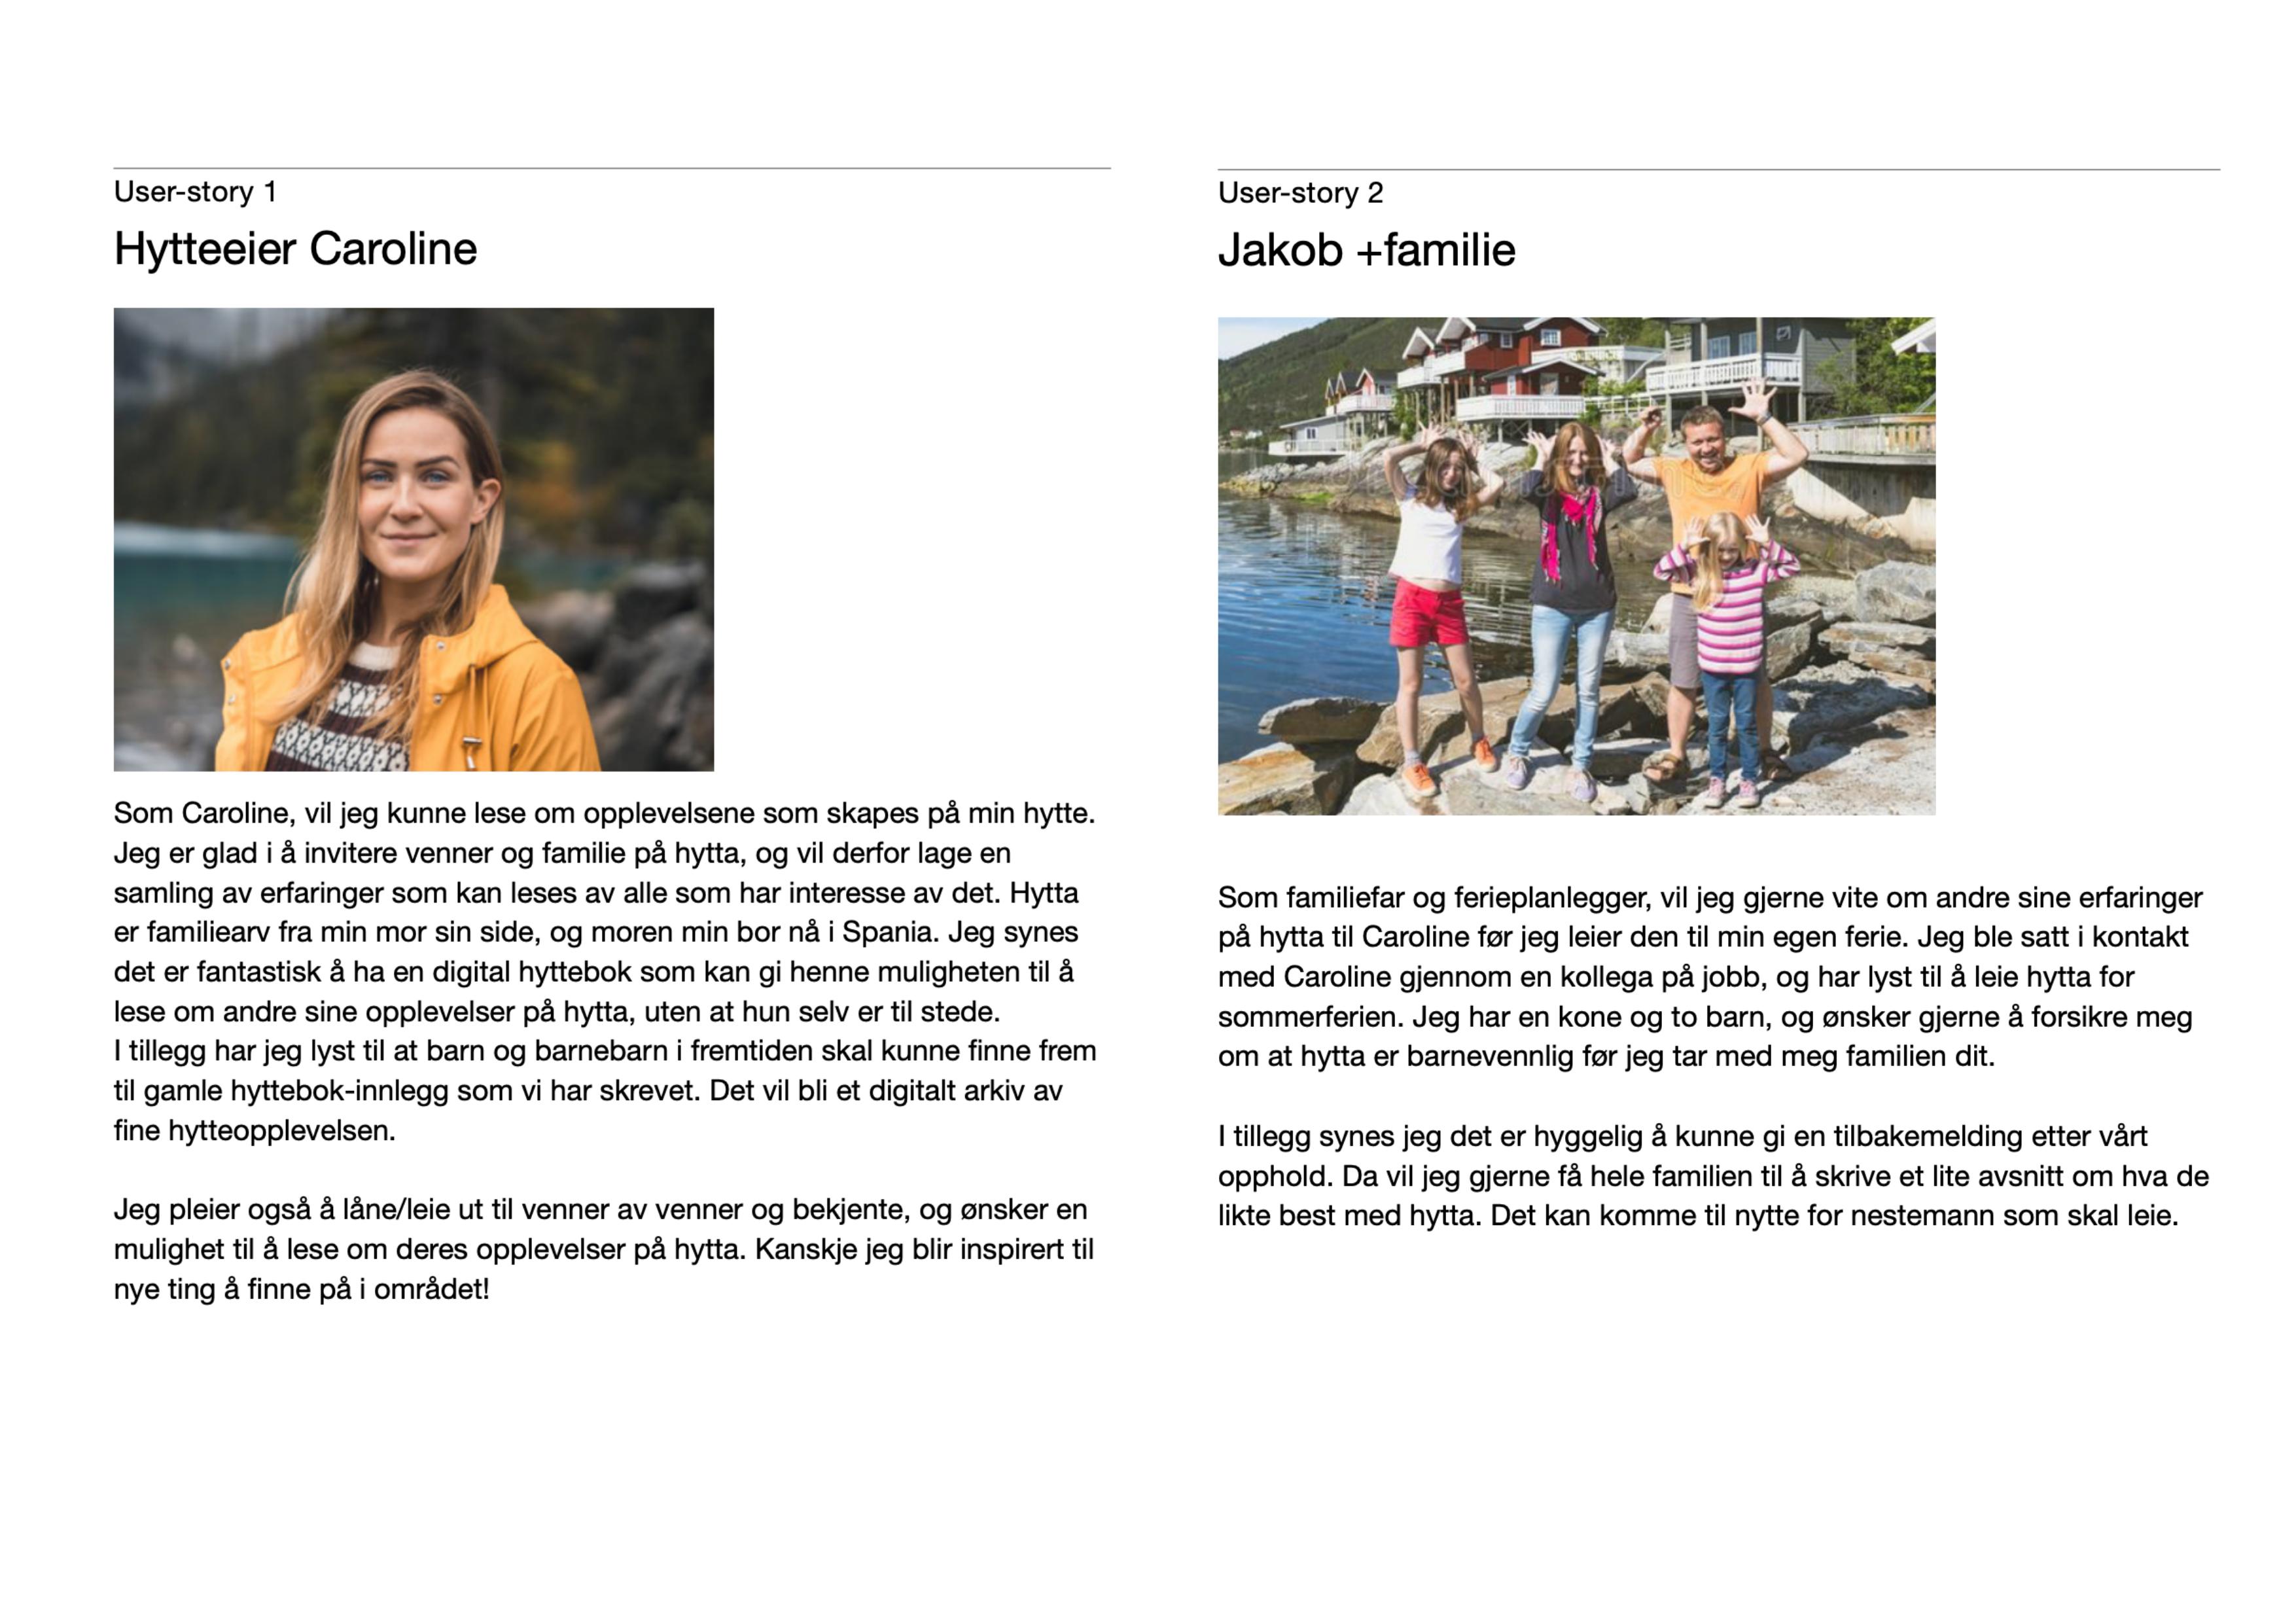 User-story 1
Hytteeier Caroline
Som Caroline, vil jeg kunne lese om opplevelsene som skapes på min hytte.
Jeg er glad i å invitere venner og familie på hytta, og vil derfor lage en
samling av erfaringer som kan leses av alle som har interesse av det. Hytta
er familiearv fra min mor sin side, og moren min bor nå i Spania. Jeg synes
det er fantastisk å ha en digital hyttebok som kan gi henne muligheten til å
lese om andre sine opplevelser på hytta, uten at hun selv er til stede.
I tillegg har jeg lyst til at barn og barnebarn i fremtiden skal kunne finne frem
til gamle hyttebok-innlegg som vi har skrevet. Det vil bli et digitalt arkiv av
fine hytteopplevelsen.
Jeg pleier også å låne/leie ut til venner av venner og bekjente, og ønsker en
mulighet til å lese om deres opplevelser på hytta. Kanskje jeg blir inspirert til
nye ting å finne på i området!
User-story 2
Jakob +familie
Som familiefar og ferieplanlegger, vil jeg gjerne vite om andre sine erfaringer
på hytta til Caroline før jeg leier den til min egen ferie. Jeg ble satt i kontakt
med Caroline gjennom en kollega på jobb, og har lyst til å leie hytta for
sommerferien. Jeg har en kone og to barn, og ønsker gjerne å forsikre meg
om at hytta er barnevennlig før jeg tar med meg familien dit.
I tillegg synes jeg det er hyggelig å kunne gi en tilbakemelding etter vårt
opphold. Da vil jeg gjerne få hele familien til å skrive et lite avsnitt om hva de
likte best med hytta. Det kan komme til nytte for nestemann som skal leie.